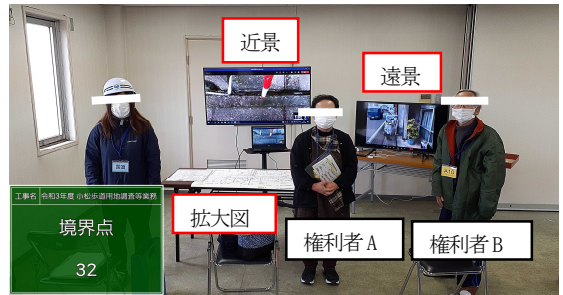 近景
遠景
A10
工事名 令和3年度 小松歩道用地調査等業務
境界点
32
拡大図
権利者A
権利者B